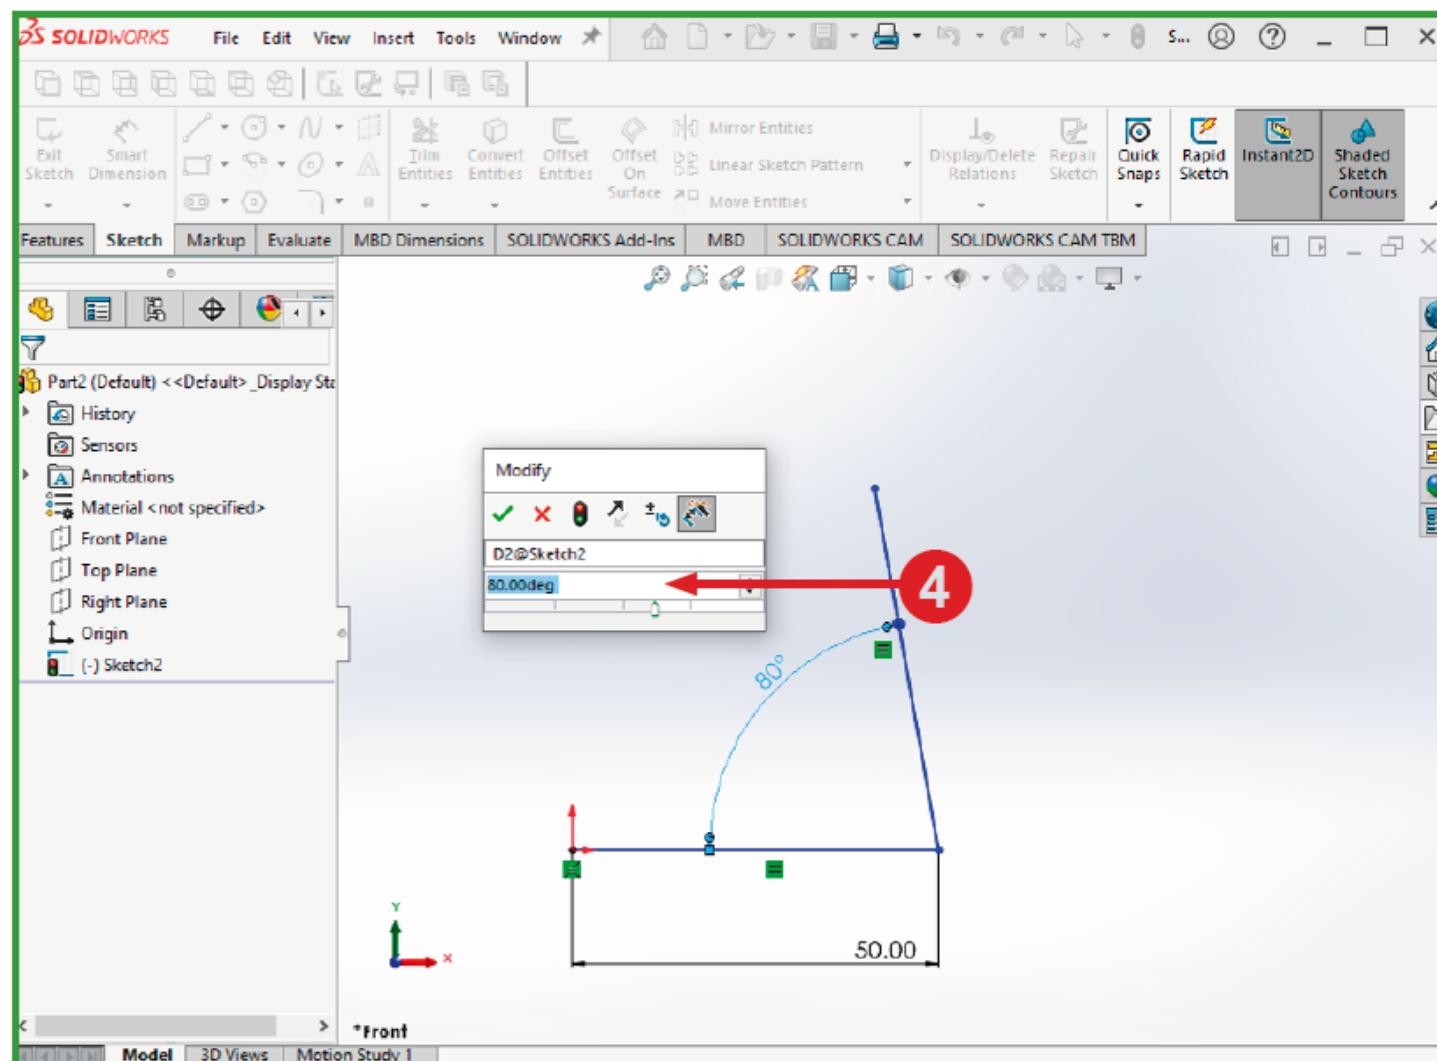 SOLIDWORKS File Edit View Insert Tools Window S...
Exit Sketch
Smart Dimension
Trim Entities
Convert Entities
Offset Entities
Offset On Surface
Mirror Entities
Linear Sketch Pattern
Move Entities
Display/Delete Relations
Repair Sketch
Quick Snaps
Rapid Sketch
Instant2D
Shaded Sketch Contours
Features Sketch Markup Evaluate MBD Dimensions SOLIDWORKS Add-Ins MBD SOLIDWORKS CAM SOLIDWORKS CAM TBM
Part2 (Default) <<Default>_Display Sta
History
Sensors
Annotations
Material <not specified>
Front Plane
Top Plane
Right Plane
Origin
(-) Sketch2
Modify
D2@Sketch2
80.00deg
4
80°
50.00
Y
X
*Front
Model 3D Views Motion Study 1